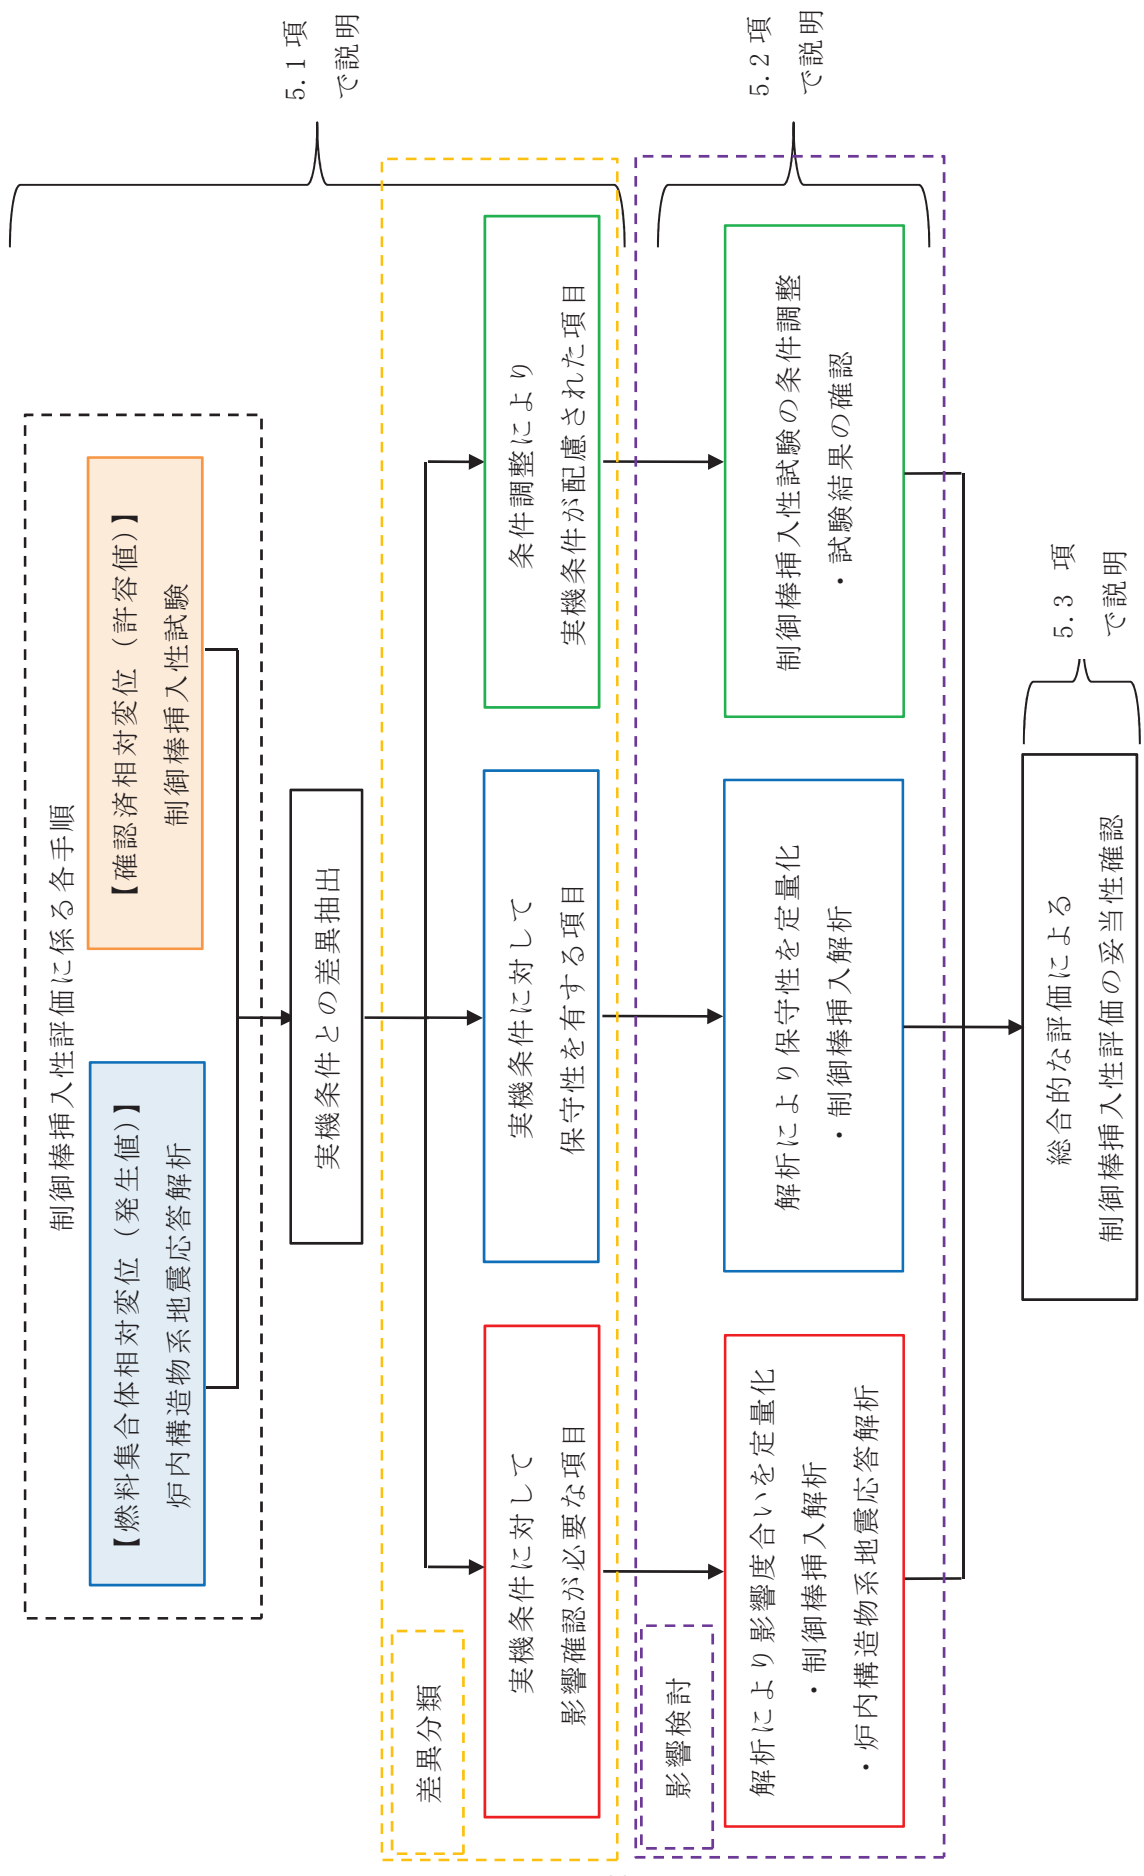 制御棒挿入性評価に係る各手順
【燃料集合体相対変位（発生値）】
炉内構造物系地震応答解析
【確認済相対変位（許容値）】
制御棒挿入性試験
実機条件との差異抽出
5.1 項
で説明
差異分類
実機条件に対して
影響確認が必要な項目
実機条件に対して
保守性を有する項目
条件調整により
実機条件が配慮された項目
影響検討
解析により影響度合いを定量化
・制御棒挿入解析
・炉内構造物系地震応答解析
解析により保守性を定量化
・制御棒挿入解析
制御棒挿入性試験の条件調整
・試験結果の確認
5.2 項
で説明
総合的な評価による
制御棒挿入性評価の妥当性確認
5.3 項
で説明